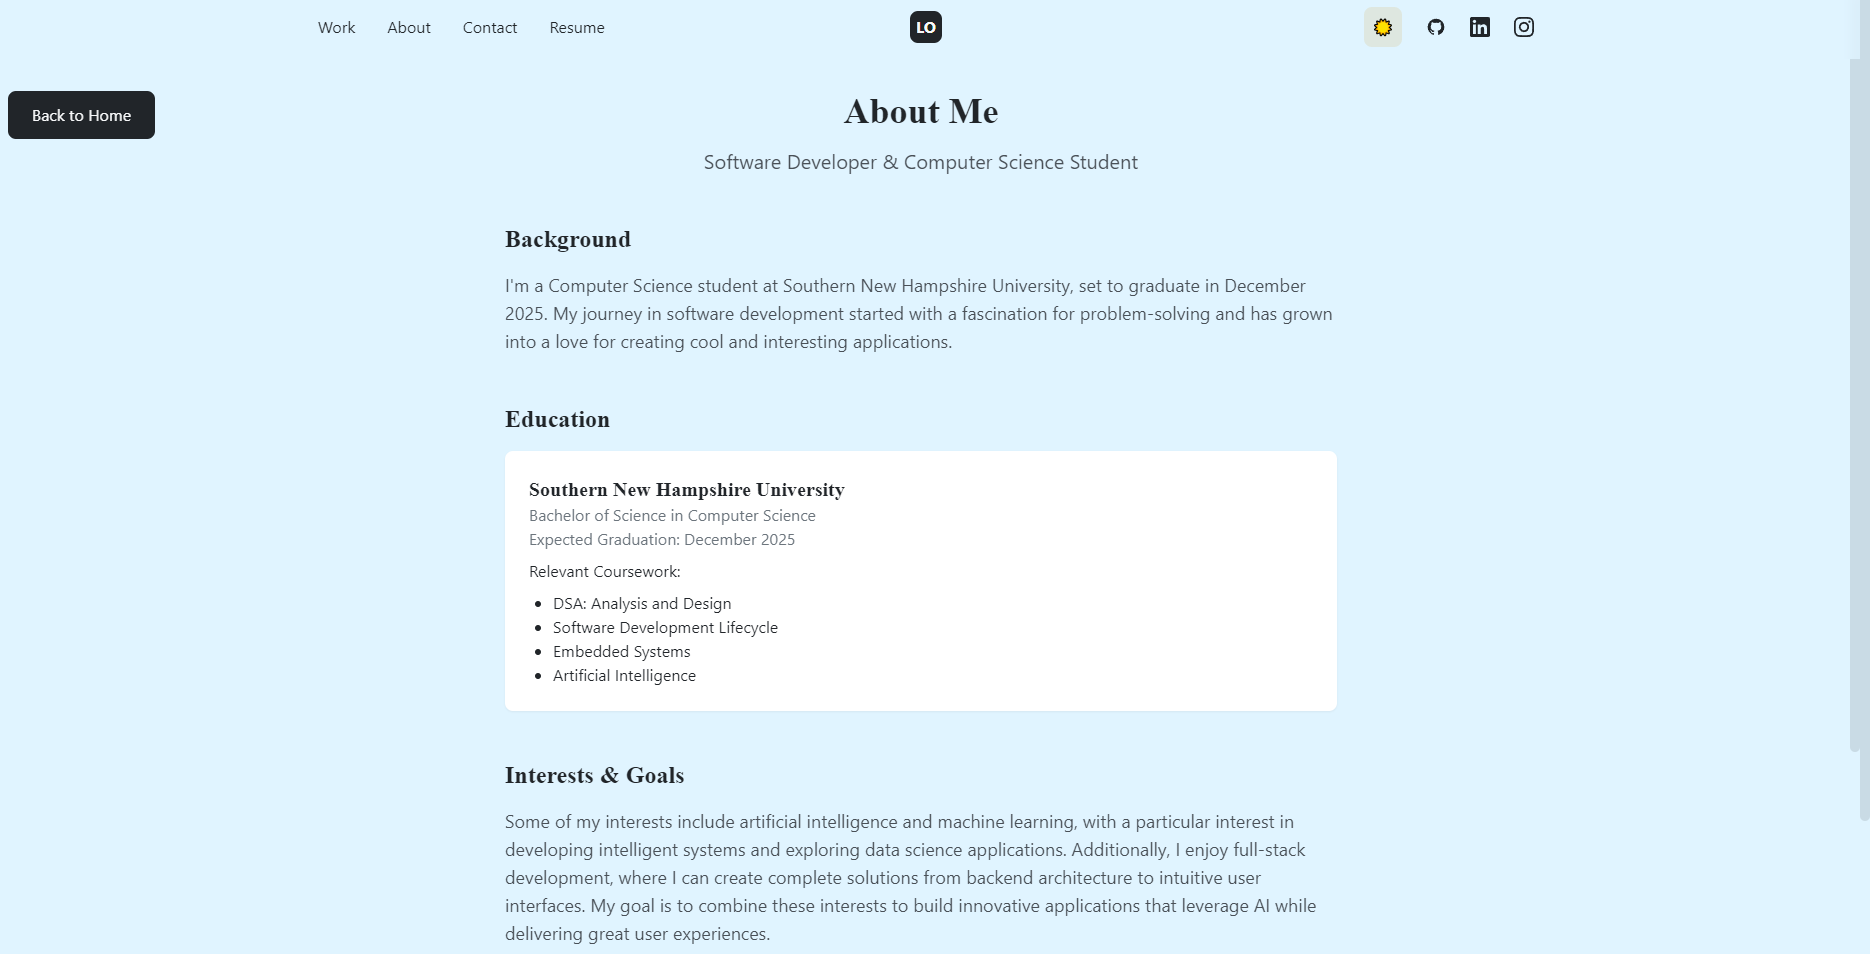 Work About Contact Resume LO
Back to Home
About Me
Software Developer & Computer Science Student
Background
I'm a Computer Science student at Southern New Hampshire University, set to graduate in December
2025. My journey in software development started with a fascination for problem-solving and has grown
into a love for creating cool and interesting applications.
Education
Southern New Hampshire University
Bachelor of Science in Computer Science
Expected Graduation: December 2025
Relevant Coursework:
• DSA: Analysis and Design
• Software Development Lifecycle
• Embedded Systems
• Artificial Intelligence
Interests & Goals
Some of my interests include artificial intelligence and machine learning, with a particular interest in
developing intelligent systems and exploring data science applications. Additionally, I enjoy full-stack
development, where I can create complete solutions from backend architecture to intuitive user
interfaces. My goal is to combine these interests to build innovative applications that leverage AI while
delivering great user experiences.